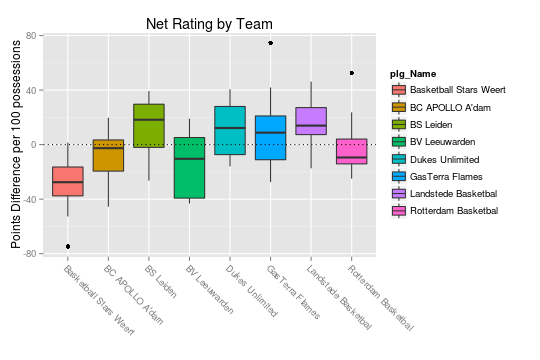 Net Rating by Team
Points Difference per 100 possessions
80
40
0
-40
-80
Basketball Stars Weert
BC APOLLO A'dam
BS Leiden
BV Leeuwarden
Dukes Unlimited
GasTerra Flames
Landstede Basketbal
Rotterdam Basketbal
plg_Name
Basketball Stars Weert
BC APOLLO A'dam
BS Leiden
BV Leeuwarden
Dukes Unlimited
GasTerra Flames
Landstede Basketbal
Rotterdam Basketbal